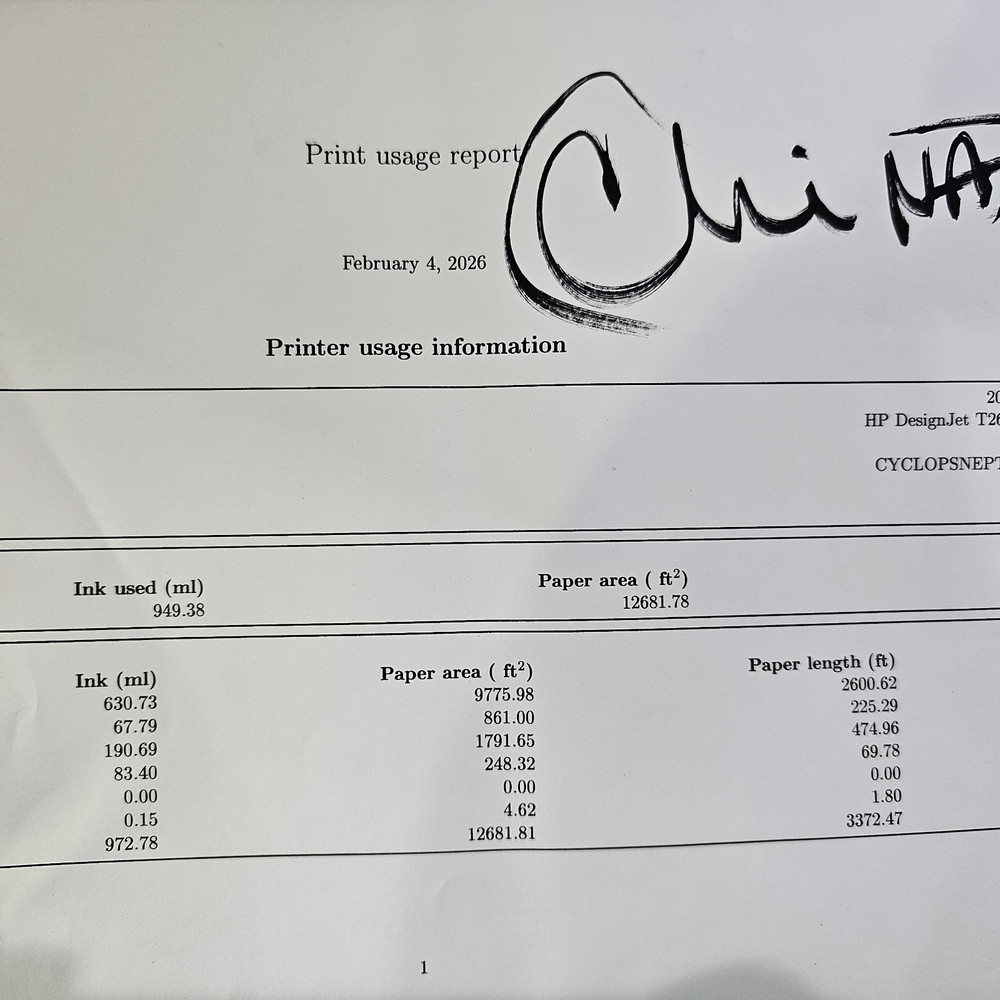 Print usage report
Chi
February 4, 2026
Printer usage information
HP DesignJet
Ink used (ml) Paper area ( ft²)
949.38 12681.78
Ink (ml) Paper area ( ft²) Paper length (ft)
630.73 9775.98 2600.62
67.79 861.00 225.29
190.69 1791.65 474.96
83.40 248.32 69.78
0.00 0.00 0.00
0.15 4.62 1.80
972.78 12681.81 3372.47
1